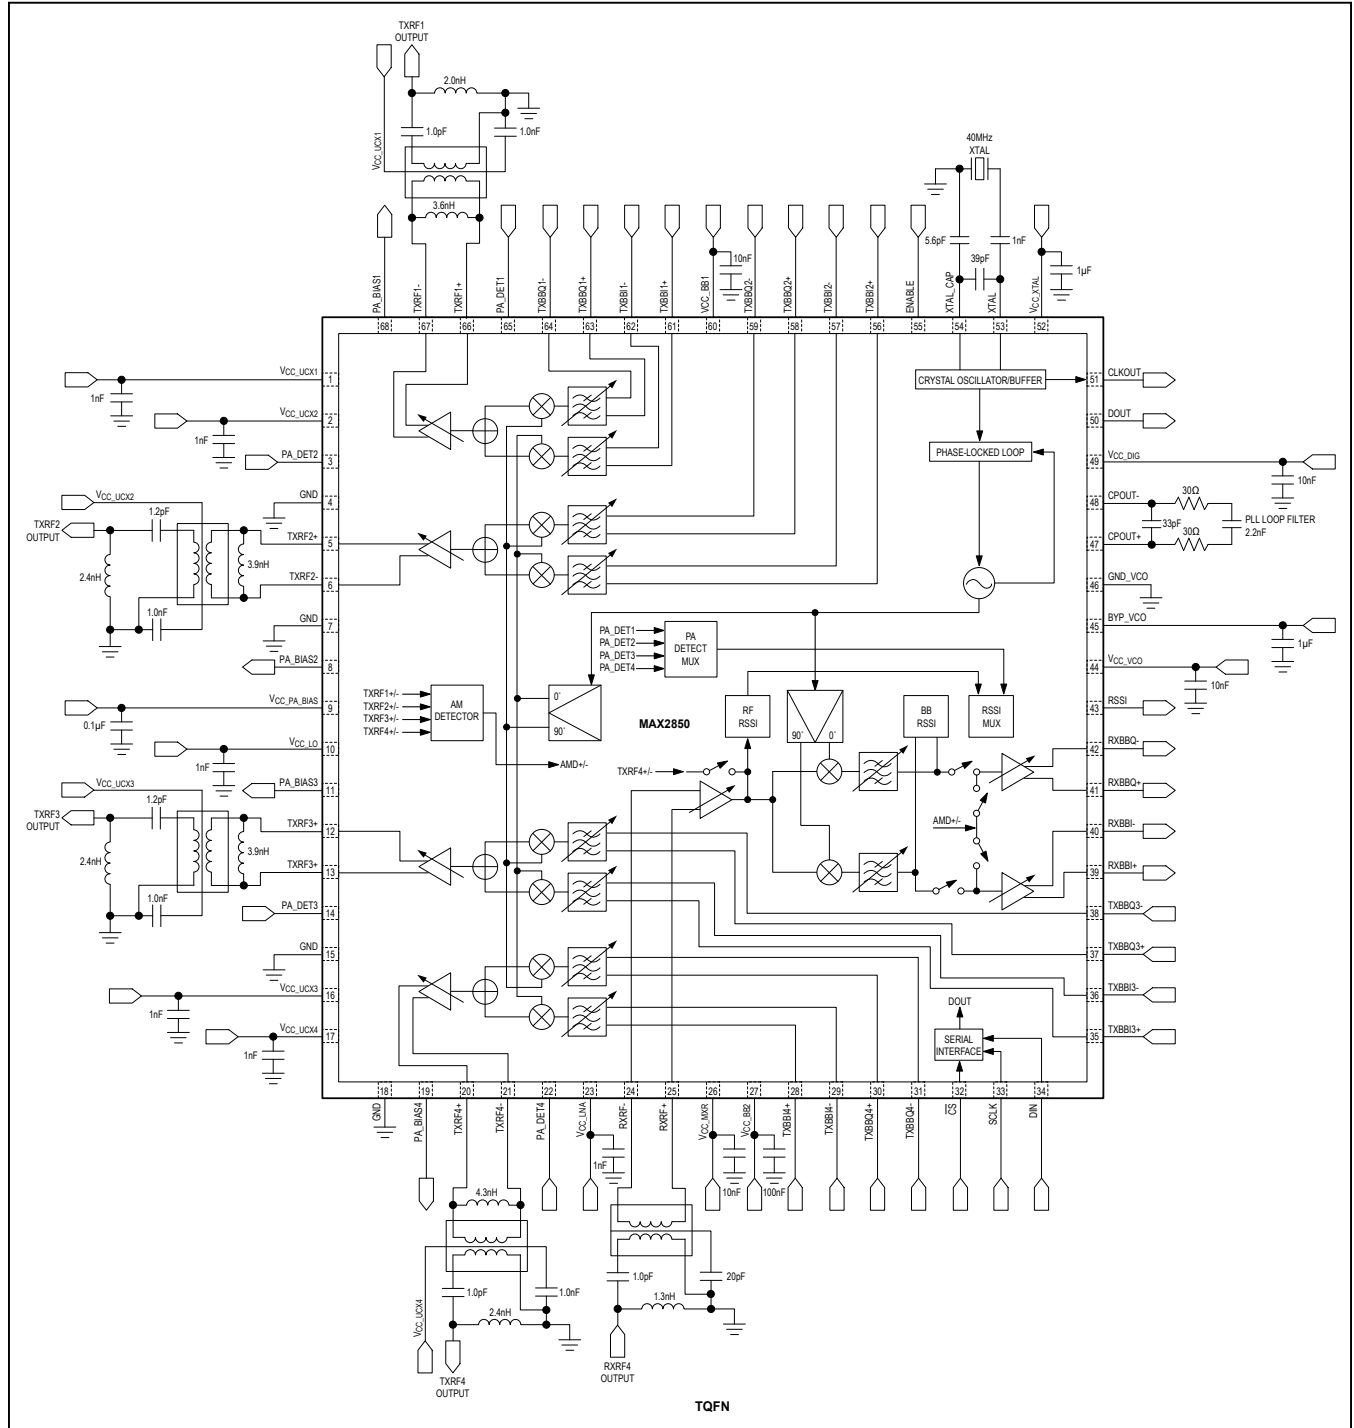 TXRF1
OUTPUT
2.0nH
1.0pF
1.0nF
VCC_UCX1
3.6nH
40MHz
XTAL
5.6pF
1nF
39pF
10nF
1µF
PA_BIAS1
TXRF1-
TXRF1+
PA_DET1
TXBBQ1-
TXBBQ1+
TXBBI1-
TXBBI1+
VCC_BB1
TXBBQ2-
TXBBQ2+
TXBBI2-
TXBBI2+
ENABLE
XTAL_CAP
XTAL
VCC_XTAL
68
67
66
65
64
63
62
61
60
59
58
57
56
55
54
53
52
VCC_UCX1
1
1nF
VCC_UCX2
2
1nF
PA_DET2
3
GND
4
VCC_UCX2
1.2pF
TXRF2
OUTPUT
TXRF2+
5
3.9nH
2.4nH
TXRF2-
6
1.0nF
GND
7
PA_BIAS2
8
VCC_PA_BIAS
9
0.1µF
VCC_LO
10
1nF
PA_BIAS3
11
VCC_UCX3
1.2pF
TXRF3
OUTPUT
TXRF3+
12
3.9nH
2.4nH
TXRF3+
13
1.0nF
PA_DET3
14
GND
15
VCC_UCX3
16
1nF
VCC_UCX4
17
1nF
CRYSTAL OSCILLATOR/BUFFER
PHASE-LOCKED LOOP
PA_DET1
PA_DET2
PA_DET3
PA_DET4
PA
DETECT
MUX
TXRF1+/-
TXRF2+/-
TXRF3+/-
TXRF4+/-
AM
DETECTOR
AMD+/-
0˚
90˚
MAX2850
RF
RSSI
90˚
0˚
BB
RSSI
RSSI
MUX
TXRF4+/-
AMD+/-
DOUT
SERIAL
INTERFACE
51
CLKOUT
50
DOUT
49
VCC_DIG
10nF
48
CPOUT-
30Ω
33pF
PLL LOOP FILTER
2.2nF
30Ω
47
CPOUT+
46
GND_VCO
45
BYP_VCO
1µF
44
VCC_VCO
10nF
43
RSSI
42
RXBBQ-
41
RXBBQ+
40
RXBBI-
39
RXBBI+
38
TXBBQ3-
37
TXBBQ3+
36
TXBBI3-
35
TXBBI3+
18
19
20
21
22
23
24
25
26
27
28
29
30
31
32
33
34
GND
PA_BIAS4
TXRF4+
TXRF4-
PA_DET4
VCC_LNA
RXRF-
RXRF+
VCC_MXR
VCC_BB2
TXBBI4+
TXBBI4-
TXBBQ4+
TXBBQ4-
CS
SCLK
DIN
1nF
10nF
100nF
4.3nH
1.0pF
1.0nF
VCC_UCX4
2.4nH
TXRF4
OUTPUT
1.0pF
20pF
1.3nH
RXRF4
OUTPUT
TQFN